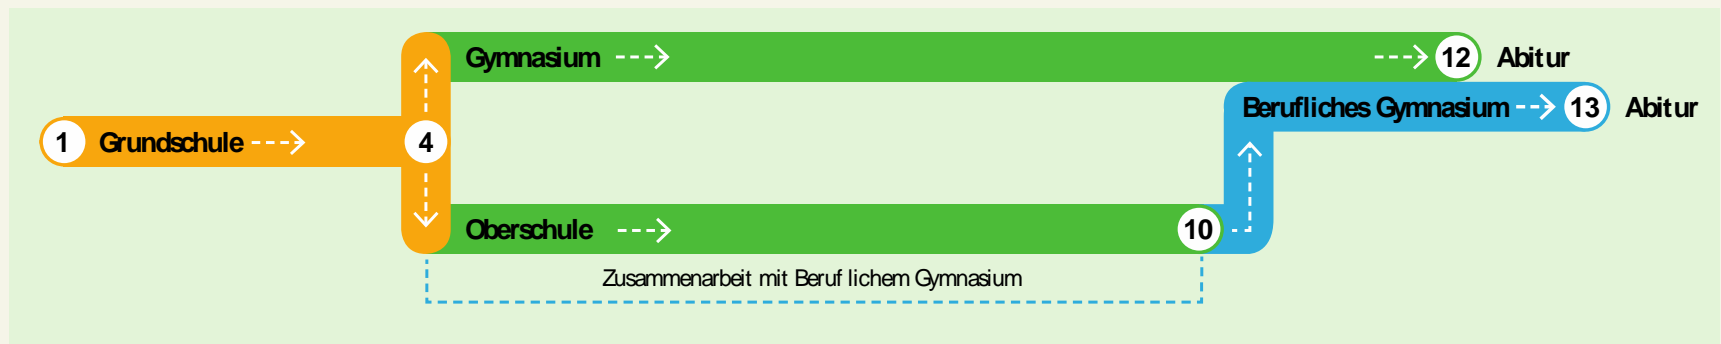 Gymnasium
12 Abitur
Berufliches Gymnasium 13 Abitur
1 Grundschule 4
Oberschule 10
Zusammenarbeit mit Beruf lichem Gymnasium